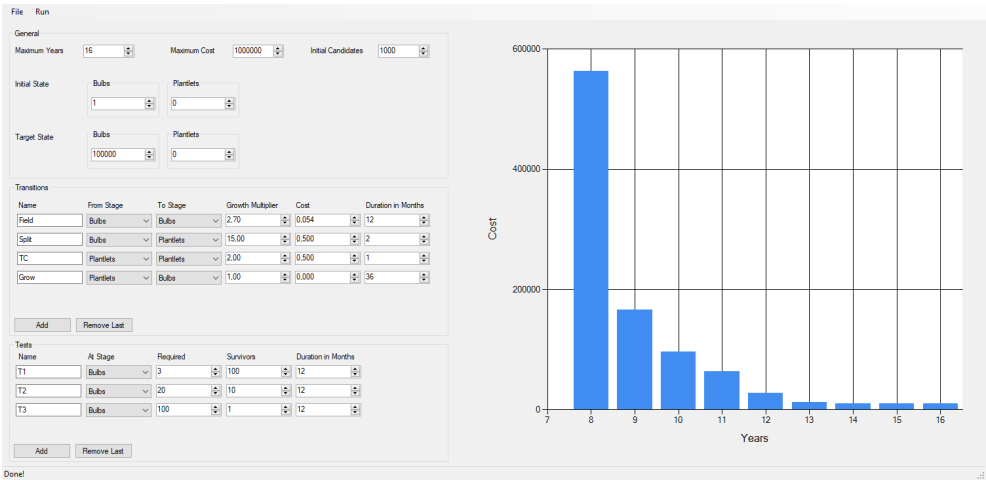 File Run
General
Maximum Years 16 Maximum Cost 1000000 Initial Candidates 1000
Initial State Bulbs 1 Plantlets 0
Target State Bulbs 100000 Plantlets 0
Transitions
Name From Stage To Stage Growth Multiplier Cost Duration in Months
Field Bulbs Bulbs 2,70 0,054 12
Split Bulbs Plantlets 15,00 0,500 2
TC Plantlets Plantlets 2,00 0,500 1
Grow Plantlets Bulbs 1,00 0,000 36
Add Remove Last
Tests
Name At Stage Required Survivors Duration in Months
T1 Bulbs 3 100 12
T2 Bulbs 20 10 12
T3 Bulbs 100 1 12
Add Remove Last
Done!
600000
400000
200000
0
Cost
7 8 9 10 11 12 13 14 15 16
Years